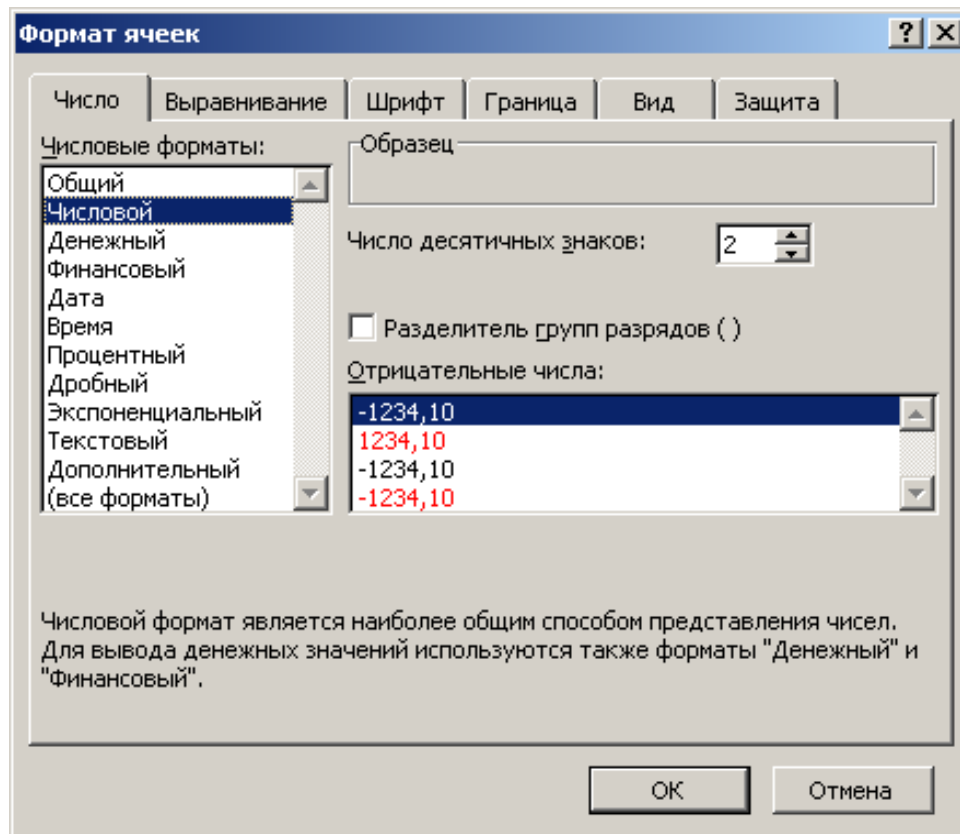 Формат ячеек
Число Выравнивание Шрифт Граница Вид Защита
Числовые форматы:
Общий
Числовой
Денежный
Финансовый
Дата
Время
Процентный
Дробный
Экспоненциальный
Текстовый
Дополнительный
(все форматы)
Образец
Число десятичных знаков: 2
Разделитель групп разрядов ( )
Отрицательные числа:
-1234,10
1234,10
-1234,10
-1234,10
Числовой формат является наиболее общим способом представления чисел.
Для вывода денежных значений используются также форматы "Денежный" и
"Финансовый".
ОК Отмена